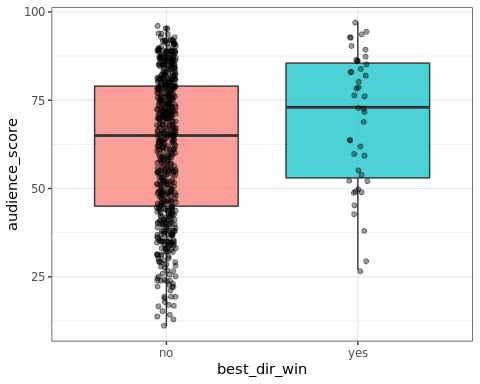 100
75
50
25
audience_score
no yes
best_dir_win